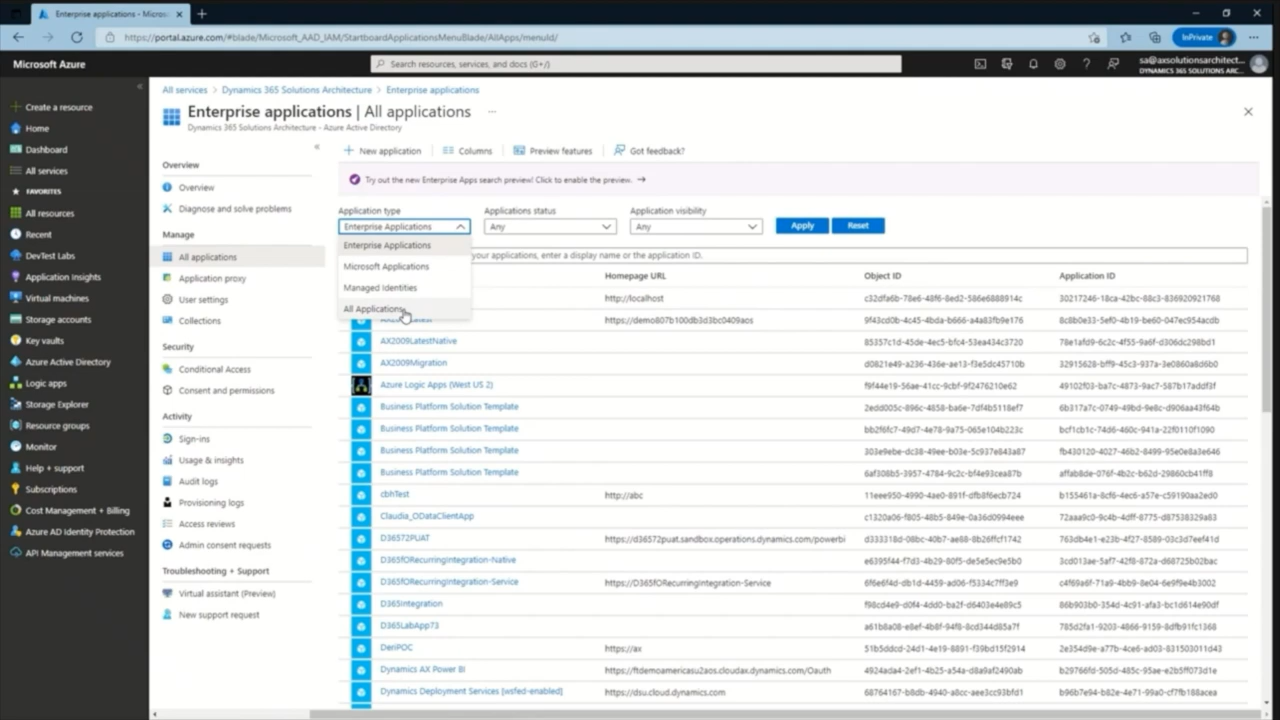 Enterprise applications - Micros
https://portal.azure.com/#blade/Microsoft_AAD_IAM/StartboardApplicationsMenuBlade/AllApps/menuId/
InPrivate
Microsoft Azure
Search resources, services, and docs (G+/)
sa@axsolutionsarchitect...
DYNAMICS 365 SOLUTIONS ARC...
Create a resource
Home
Dashboard
All services
FAVORITES
All resources
Recent
DevTest Labs
Application Insights
Virtual machines
Storage accounts
Key vaults
Azure Active Directory
Logic apps
Storage Explorer
Resource groups
Monitor
Help + support
Subscriptions
Cost Management + Billing
Azure AD Identity Protection
API Management services
All services > Dynamics 365 Solutions Architecture > Enterprise applications
Enterprise applications | All applications ...
Dynamics 365 Solutions Architecture - Azure Active Directory
Overview
Overview
Diagnose and solve problems
Manage
All applications
Application proxy
User settings
Collections
Security
Conditional Access
Consent and permissions
Activity
Sign-ins
Usage & insights
Audit logs
Provisioning logs
Access reviews
Admin consent requests
Troubleshooting + Support
Virtual assistant (Preview)
New support request
New application Columns Preview features Got feedback?
Try out the new Enterprise Apps search preview! Click to enable the preview. →
Application type Applications status Application visibility
Enterprise Applications Any Any Apply Reset
Enterprise Applications
Microsoft Applications
Managed Identities
All Applications
your applications, enter a display name or the application ID.
Homepage URL Object ID Application ID
http://localhost c32dfa6b-78e6-48f6-8ed2-586e6888914c 30217246-18ca-42bc-88c3-836920921768
https://demo807b100db3d3bc0409aos 9f43cd0b-4c45-4bda-b666-a4a83fb9e176 8c8b0e33-5ef0-4b19-be60-047ec954acdb
AX2009LatestNative 85357c1d-45de-4ec5-bfc4-53ea434c3720 78e1afd9-6c2c-4f55-9a6f-d306dc298bd1
AX2009Migration d0821e49-a236-436e-ae13-f3e5dc45710b 32915628-bff9-45c3-937a-3e0860a8d6b0
Azure Logic Apps (West US 2) f9f44e19-56ae-41cc-9cbf-9f2476210e62 49102f03-ba7c-4873-9ac7-587b17addf3f
Business Platform Solution Template 2edd005c-896c-4858-ba6e-7df4b5118ef7 6b317a7c-0749-49bd-9e8c-d906aa43f64b
Business Platform Solution Template bb2f6fc7-49d7-4e78-9a75-065e104b223c bcf1cb1c-74d6-460c-941a-22f0110f1090
Business Platform Solution Template 303e9ebe-dc38-49ee-b03e-5c937e843a87 fb430120-4027-46b2-8499-95e0e8a3e646
Business Platform Solution Template 6af308b5-3957-4784-9c2c-bf4e93cea87b affab8de-076f-4b2c-b62d-29860cb41ff8
cbhTest http://abc 11eee950-4990-4ae0-891f-dfb8f6ecb724 b155461a-8cf6-4ec6-a57e-c59190aa2ed0
Claudia_ODataClientApp c1320a06-f805-48b5-849e-0a36d0994eee 72aaa9c0-9c4b-4dff-8775-d87538329a83
D36572PUAT https://d36572puat.sandbox.operations.dynamics.com/powerbi d333318d-08bc-40b7-ae88-8b26ffcf1742 763db4e1-e23b-4f27-8589-03c3d7eef41d
D365fORecurringIntegration-Native e6395f44-f7d3-4b29-80f5-de5e5ec9e5b0 3cd013ae-5af7-42f8-872a-d68725b02bac
D365fORecurringIntegration-Service https://D365fORecurringIntegration-Service 6f6e6f4d-db1d-4459-ad06-f5334c7ff3e9 c4f69a6f-71a9-4bb9-8e04-6e9f9e4b3002
D365Integration f98cd4e9-d0f4-4dd0-ba2f-d6403e4e89c5 86b903b0-354d-4c91-afa3-bc1d614e90df
D365LabApp73 a61b8a08-e8ef-4b8f-94f8-8cd344d85a7f 785d2fa1-9203-4866-9159-8dfb91fc1368
DeriPOC https://ax 51b5ddcd-24d1-4e19-8891-f39bd15f2914 2e354d9e-a77b-4ce6-ad03-831503011d43
Dynamics AX Power BI https://ftdemoamericasu2aos.cloudax.dynamics.com/Oauth 4924ada4-2ef1-4b25-a54a-d8a9af2490ab b29766fd-505d-485c-95ae-e2b5ff073d1e
Dynamics Deployment Services [wsfed-enabled] https://dsu.cloud.dynamics.com 68764167-b8db-4940-a8cc-aee3cc93bfd1 b96b7e94-b82e-4e71-99a0-cf7fb188acea